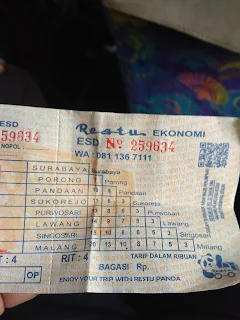 ESD
Restu EKONOMI
59634
ESD No 259634
NOPOL :
WA : 081 136 7111
SURABAYA Surabaya
PORONG Porong
PANDAAN Pandaan
SUKOREJO Sukorejo
PURWOSARI Purwosari
LAWANG Lawang
SINGOSARI Singosari
MALANG Malang
TARIF DALAM RIBUAN
: 4
RIT : 4
BAGASI Rp.
OP
ENJOY YOUR TRIP WITH RESTU PANDA